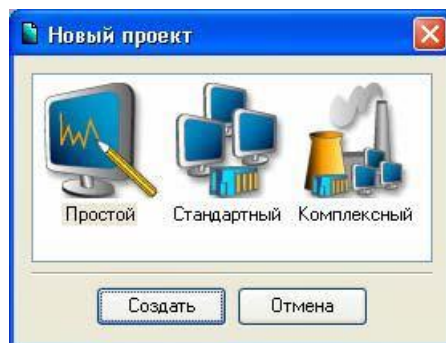 Новый проект
Простой Стандартный Комплексный
Создать Отмена